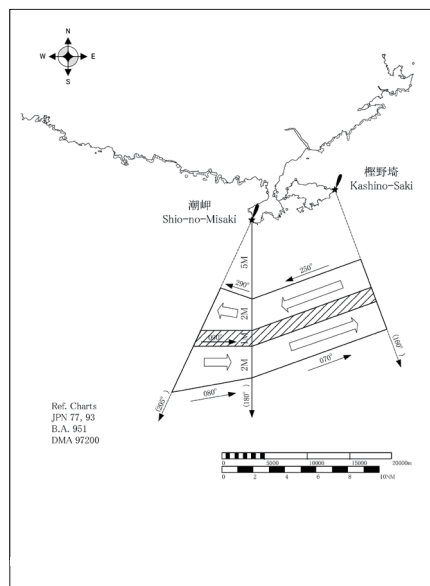 N
W
E
S
樫野埼
Kashino-Saki
潮岬
Shio-no-Misaki
5M
250°
290°
2M
1M
2M
070°
(160° )
080°
(205° )
(180° )
Ref. Charts
JPN 77, 93
B.A. 951
DMA 97200
0 5000 10000 15000 20000m
0 2 4 6 8 10NM